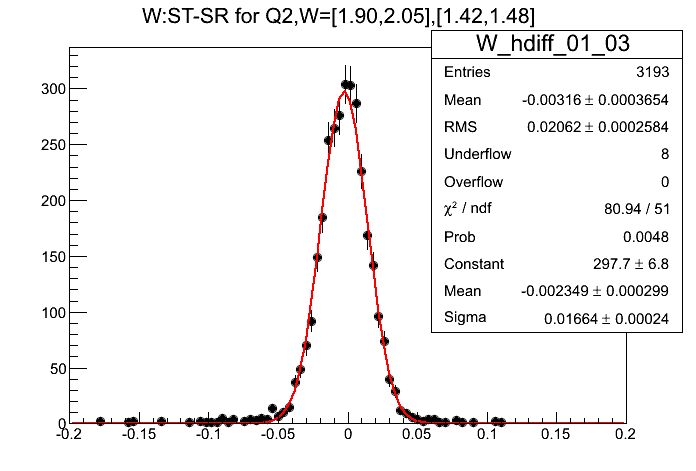 W:ST-SR for Q2,W=[1.90,2.05],[1.42,1.48]
W_hdiff_01_03
Entries 3193
Mean -0.00316 ± 0.0003654
RMS 0.02062 ± 0.0002584
Underflow 8
Overflow 0
χ² / ndf 80.94 / 51
Prob 0.0048
Constant 297.7 ± 6.8
Mean -0.002349 ± 0.000299
Sigma 0.01664 ± 0.00024
300
250
200
150
100
50
0
-0.2 -0.15 -0.1 -0.05 0 0.05 0.1 0.15 0.2